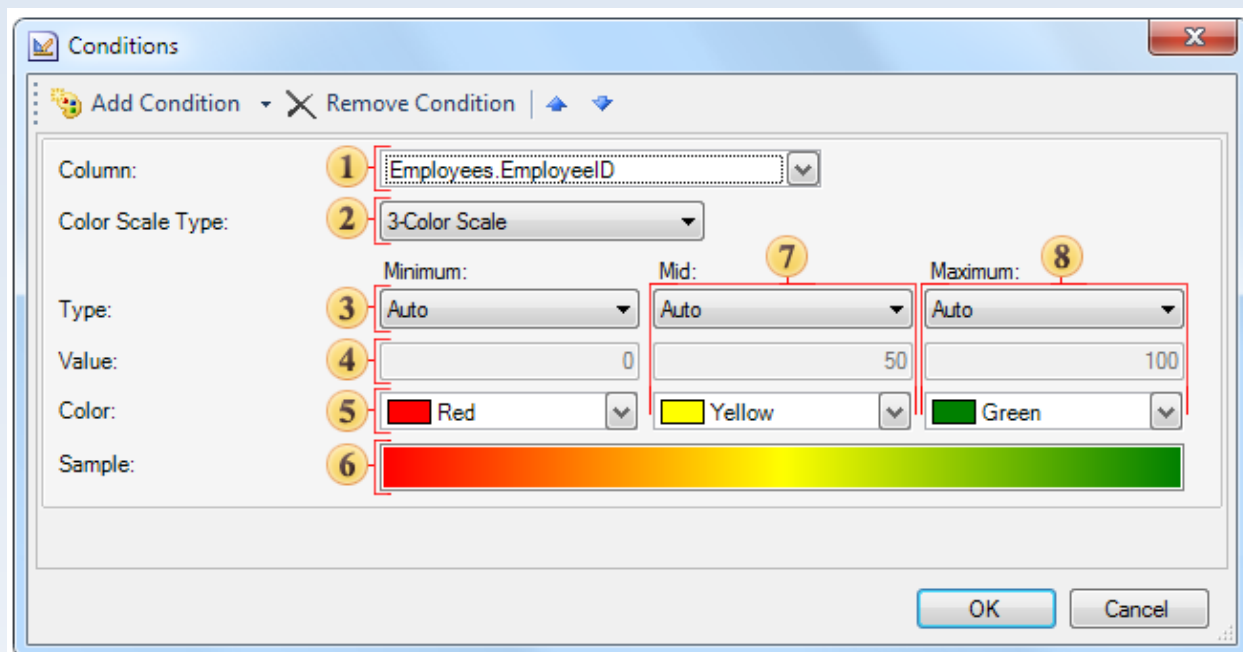 Conditions
Add Condition Remove Condition
Column: 1 Employees.EmployeeID
Color Scale Type: 2 3-Color Scale
7 8
Minimum: Mid: Maximum:
Type: 3 Auto Auto Auto
Value: 4 0 50 100
Color: 5 Red Yellow Green
Sample: 6
OK Cancel